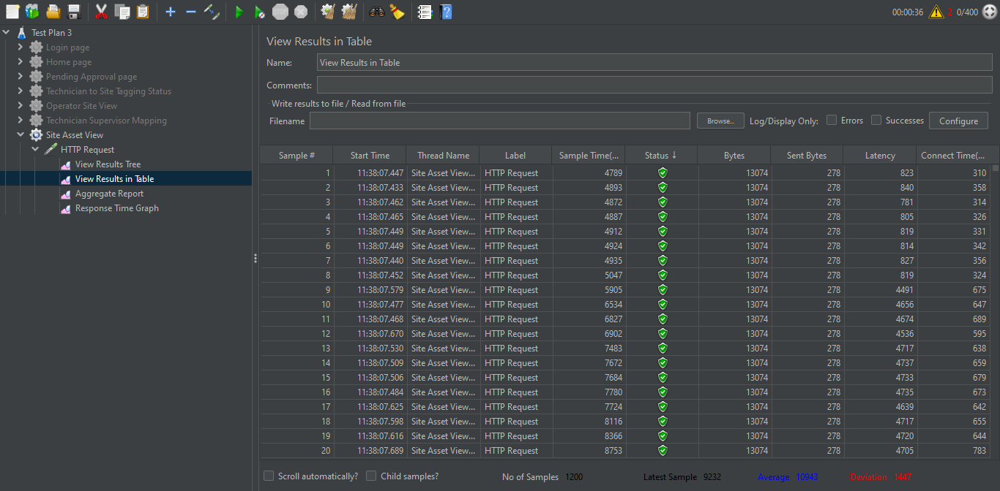 00:00:36 2 0/400
Test Plan 3
Login page
Home page
Pending Approval page
Technician to Site Tagging Status
Operator Site View
Technician Supervisor Mapping
Site Asset View
HTTP Request
View Results Tree
View Results in Table
Aggregate Report
Response Time Graph
View Results in Table
Name: View Results in Table
Comments:
Write results to file / Read from file
Filename Browse... Log/Display Only: Errors Successes Configure
Sample # Start Time Thread Name Label Sample Time(... Status ↓ Bytes Sent Bytes Latency Connect Time(...
1 11:38:07.447 Site Asset View... HTTP Request 4789 13074 278 823 310
2 11:38:07.433 Site Asset View... HTTP Request 4893 13074 278 840 358
3 11:38:07.462 Site Asset View... HTTP Request 4872 13074 278 781 314
4 11:38:07.465 Site Asset View... HTTP Request 4887 13074 278 805 326
5 11:38:07.449 Site Asset View... HTTP Request 4912 13074 278 819 331
6 11:38:07.449 Site Asset View... HTTP Request 4924 13074 278 814 342
7 11:38:07.440 Site Asset View... HTTP Request 4935 13074 278 827 356
8 11:38:07.452 Site Asset View... HTTP Request 5047 13074 278 819 324
9 11:38:07.579 Site Asset View... HTTP Request 5905 13074 278 4491 675
10 11:38:07.477 Site Asset View... HTTP Request 6534 13074 278 4656 647
11 11:38:07.468 Site Asset View... HTTP Request 6827 13074 278 4674 689
12 11:38:07.670 Site Asset View... HTTP Request 6902 13074 278 4536 595
13 11:38:07.530 Site Asset View... HTTP Request 7483 13074 278 4717 638
14 11:38:07.509 Site Asset View... HTTP Request 7672 13074 278 4737 659
15 11:38:07.506 Site Asset View... HTTP Request 7684 13074 278 4733 679
16 11:38:07.484 Site Asset View... HTTP Request 7780 13074 278 4735 673
17 11:38:07.625 Site Asset View... HTTP Request 7724 13074 278 4639 642
18 11:38:07.598 Site Asset View... HTTP Request 8116 13074 278 4717 655
19 11:38:07.616 Site Asset View... HTTP Request 8366 13074 278 4720 644
20 11:38:07.689 Site Asset View... HTTP Request 8753 13074 278 4705 783
Scroll automatically? Child samples? No of Samples 1200 Latest Sample 9232 Average 10943 Deviation 1447